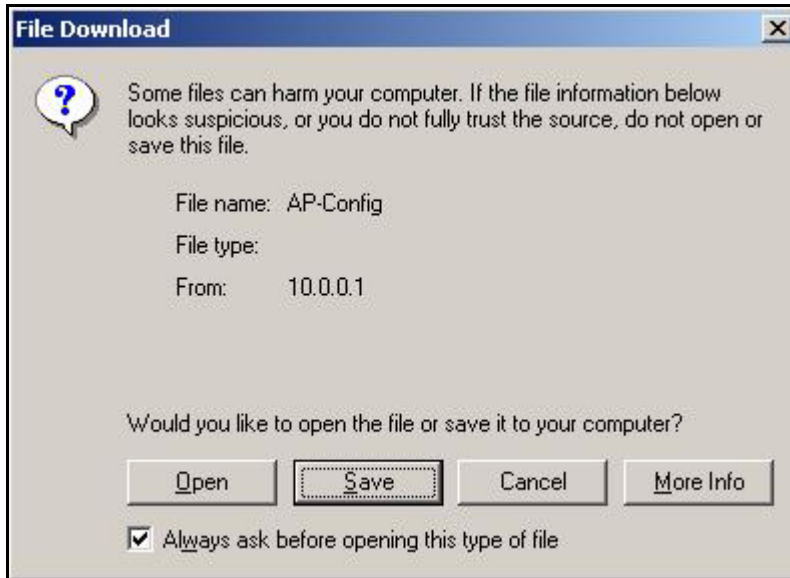 File Download
Some files can harm your computer. If the file information below
looks suspicious, or you do not fully trust the source, do not open or
save this file.
File name: AP-Config
File type:
From: 10.0.0.1
Would you like to open the file or save it to your computer?
Open Save Cancel More Info
Always ask before opening this type of file